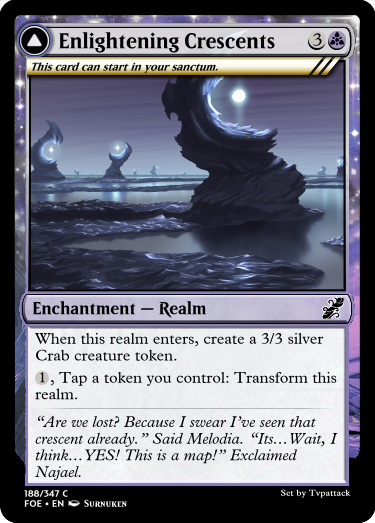 Enlightening Crescents 3
This card can start in your sanctum.
Enchantment — Realm
When this realm enters, create a 3/3 silver
Crab creature token.
1, Tap a token you control: Transform this
realm.
“Are we lost? Because I swear I’ve seen that
crescent already.” Said Melodia. “Its…Wait, I
think…YES! This is a map!” Exclaimed
Najael.
188/347 C
Set by Tvpattack
FOE • EN Surnuken